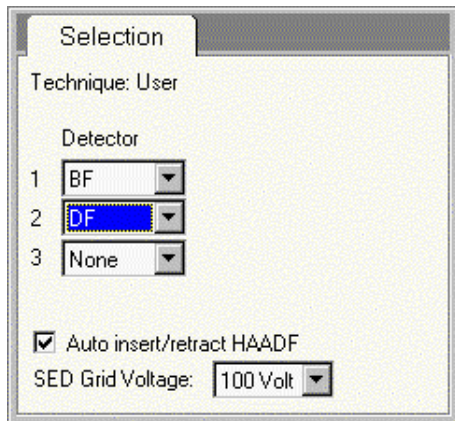 Selection
Technique: User
Detector
1 BF
2 DF
3 None
Auto insert/retract HAADF
SED Grid Voltage: 100 Volt